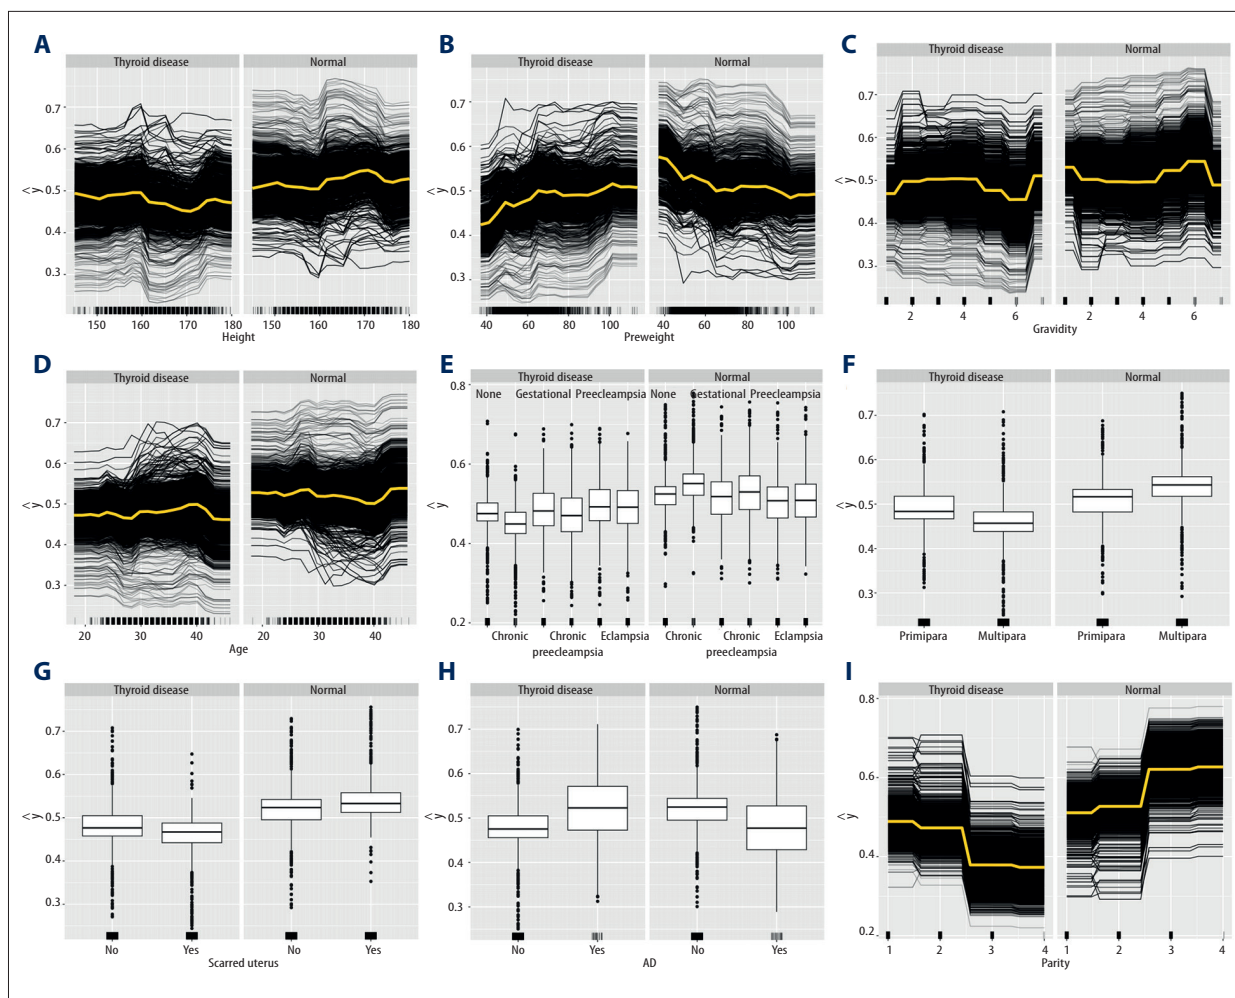 A
Thyroid disease Normal
0.7
0.6
0.5
0.4
0.3
ŷ
150 160 170 180 150 160 170 180
Height
B
Thyroid disease Normal
0.7
0.6
0.5
0.4
0.3
ŷ
40 60 80 100 40 60 80 100
Preweight
C
Thyroid disease Normal
0.7
0.6
0.5
0.4
0.3
ŷ
2 4 6 2 4 6
Gravidity
D
Thyroid disease Normal
0.7
0.6
0.5
0.4
0.3
ŷ
20 30 40 20 30 40
Age
E
Thyroid disease Normal
None Gestational Preecleampsia None Gestational Preecleampsia
0.8
0.6
0.4
0.2
ŷ
Chronic Chronic Eclampsia Chronic Chronic Eclampsia
preecleampsia preecleampsia
F
Thyroid disease Normal
0.7
0.6
0.5
0.4
0.3
ŷ
Primipara Multipara Primipara Multipara
G
Thyroid disease Normal
0.7
0.6
0.5
0.4
0.3
ŷ
No Yes No Yes
Scarred uterus
H
Thyroid disease Normal
0.7
0.6
0.5
0.4
0.3
ŷ
No Yes No Yes
AD
I
Thyroid disease Normal
0.8
0.6
0.4
0.2
ŷ
1 2 3 4 1 2 3 4
Parity